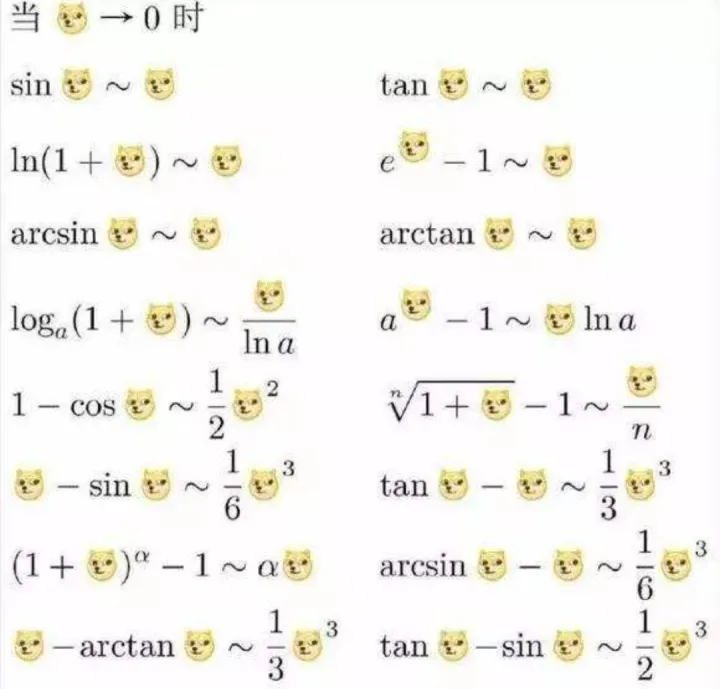 当 🐶 → 0 时
sin 🐶 ~ 🐶 tan 🐶 ~ 🐶
ln(1 + 🐶) ~ 🐶 e^🐶 − 1 ~ 🐶
arcsin 🐶 ~ 🐶 arctan 🐶 ~ 🐶
logₐ(1 + 🐶) ~ 🐶/ln a a^🐶 − 1 ~ 🐶 ln a
1 − cos 🐶 ~ 1/2 🐶² ⁿ√(1 + 🐶) − 1 ~ 🐶/n
🐶 − sin 🐶 ~ 1/6 🐶³ tan 🐶 − 🐶 ~ 1/3 🐶³
(1 + 🐶)^α − 1 ~ α🐶 arcsin 🐶 − 🐶 ~ 1/6 🐶³
🐶 − arctan 🐶 ~ 1/3 🐶³ tan 🐶 − sin 🐶 ~ 1/2 🐶³